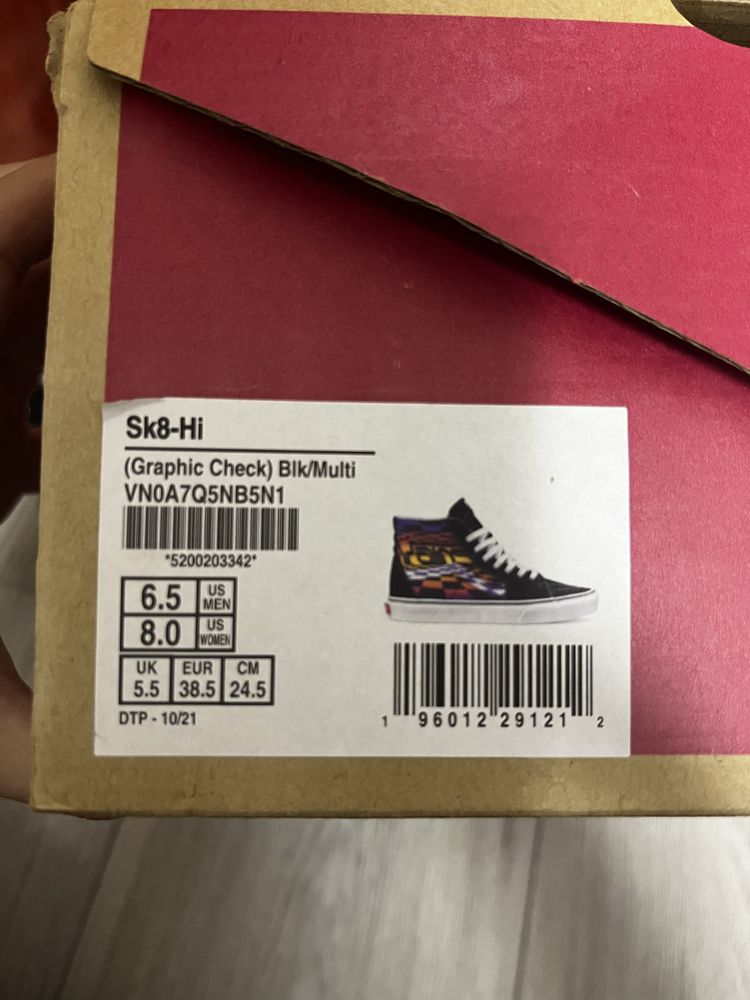 Sk8-Hi
(Graphic Check) Blk/Multi
VN0A7Q5NB5N1
*5200203342*
6.5 US MEN
8.0 US WOMEN
UK EUR CM
5.5 38.5 24.5
DTP - 10/21
1 96012 29121 2